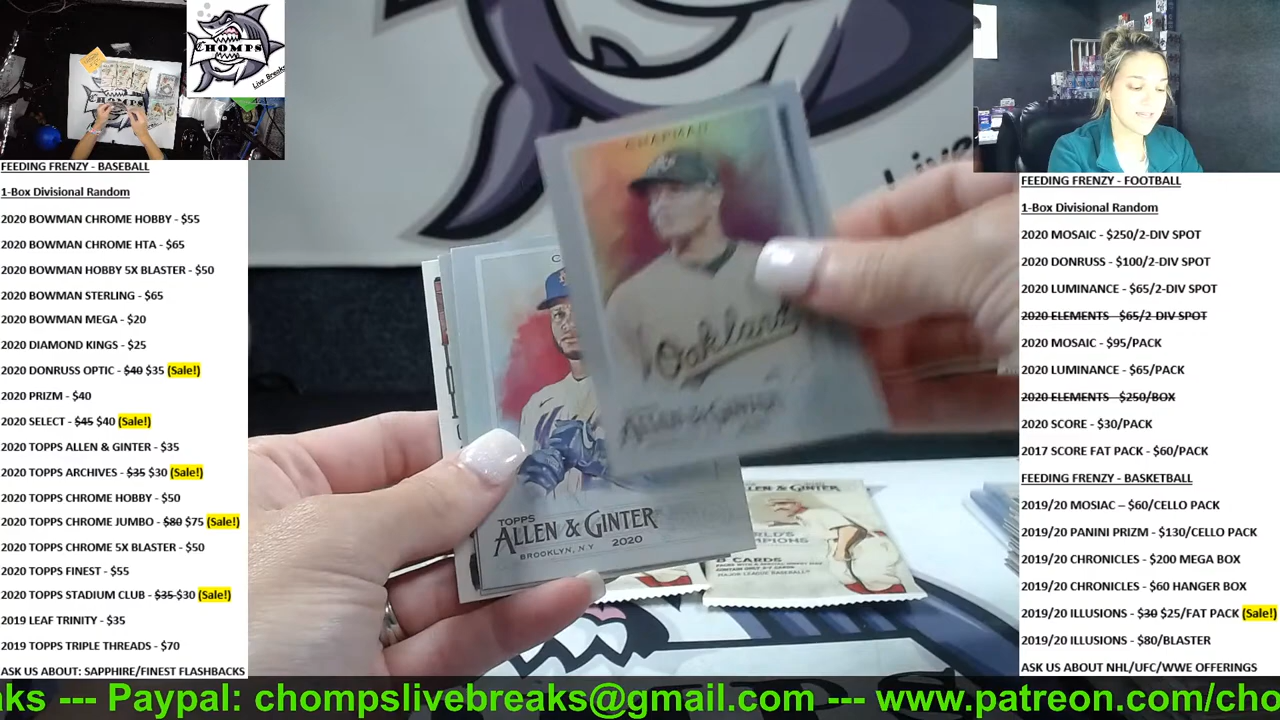 CHOMPS
Live Breaks
FEEDING FRENZY - BASEBALL
1-Box Divisional Random
2020 BOWMAN CHROME HOBBY - $55
2020 BOWMAN CHROME HTA - $65
2020 BOWMAN HOBBY 5X BLASTER - $50
2020 BOWMAN STERLING - $65
2020 BOWMAN MEGA - $20
2020 DIAMOND KINGS - $25
2020 DONRUSS OPTIC - $40 $35 (Sale!)
2020 PRIZM - $40
2020 SELECT - $45 $40 (Sale!)
2020 TOPPS ALLEN & GINTER - $35
2020 TOPPS ARCHIVES - $35 $30 (Sale!)
2020 TOPPS CHROME HOBBY - $50
2020 TOPPS CHROME JUMBO - $80 $75 (Sale!)
2020 TOPPS CHROME 5X BLASTER - $50
2020 TOPPS FINEST - $55
2020 TOPPS STADIUM CLUB - $35 $30 (Sale!)
2019 LEAF TRINITY - $35
2019 TOPPS TRIPLE THREADS - $70
ASK US ABOUT: SAPPHIRE/FINEST FLASHBACKS
CHAPMAN
Oakland
ALLEN & GINTER
TOPPS
ALLEN & GINTER
BROOKLYN, N.Y 2020
8 CARDS
MAJOR LEAGUE BASEBALL
Live
FEEDING FRENZY - FOOTBALL
1-Box Divisional Random
2020 MOSAIC - $250/2-DIV SPOT
2020 DONRUSS - $100/2-DIV SPOT
2020 LUMINANCE - $65/2-DIV SPOT
2020 ELEMENTS - $65/2-DIV SPOT
2020 MOSAIC - $95/PACK
2020 LUMINANCE - $65/PACK
2020 ELEMENTS - $250/BOX
2020 SCORE - $30/PACK
2017 SCORE FAT PACK - $60/PACK
FEEDING FRENZY - BASKETBALL
2019/20 MOSIAC – $60/CELLO PACK
2019/20 PANINI PRIZM - $130/CELLO PACK
2019/20 CHRONICLES - $200 MEGA BOX
2019/20 CHRONICLES - $60 HANGER BOX
2019/20 ILLUSIONS - $30 $25/FAT PACK (Sale!)
2019/20 ILLUSIONS - $80/BLASTER
ASK US ABOUT NHL/UFC/WWE OFFERINGS
aks --- Paypal: chompslivebreaks@gmail.com --- www.patreon.com/cho